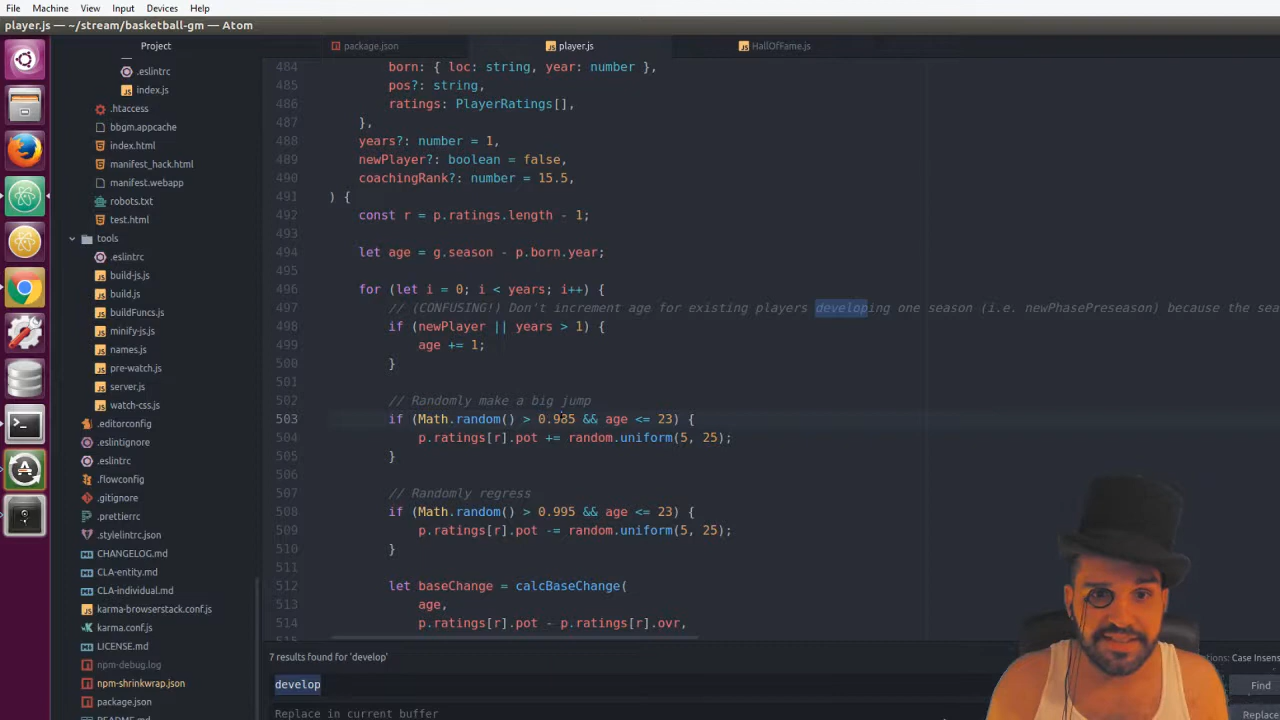 File Machine View Input Devices Help
player.js — ~/stream/basketball-gm — Atom
Project
package.json
player.js
HallOfFame.js
.eslintrc
index.js
.htaccess
bbgm.appcache
index.html
manifest_hack.html
manifest.webapp
robots.txt
test.html
tools
.eslintrc
build-js.js
build.js
buildFuncs.js
minify-js.js
names.js
pre-watch.js
server.js
watch-css.js
.editorconfig
.eslintignore
.eslintrc
.flowconfig
.gitignore
.prettierrc
.stylelintrc.json
CHANGELOG.md
CLA-entity.md
CLA-individual.md
karma-browserstack.conf.js
karma.conf.js
LICENSE.md
npm-debug.log
npm-shrinkwrap.json
package.json
README.md
484 born: { loc: string, year: number },
485 pos?: string,
486 ratings: PlayerRatings[],
487 },
488 years?: number = 1,
489 newPlayer?: boolean = false,
490 coachingRank?: number = 15.5,
491 ) {
492 const r = p.ratings.length - 1;
493
494 let age = g.season - p.born.year;
495
496 for (let i = 0; i < years; i++) {
497 // (CONFUSING!) Don't increment age for existing players developing one season (i.e. newPhasePreseason) because the sea
498 if (newPlayer || years > 1) {
499 age += 1;
500 }
501
502 // Randomly make a big jump
503 if (Math.random() > 0.985 && age <= 23) {
504 p.ratings[r].pot += random.uniform(5, 25);
505 }
506
507 // Randomly regress
508 if (Math.random() > 0.995 && age <= 23) {
509 p.ratings[r].pot -= random.uniform(5, 25);
510 }
511
512 let baseChange = calcBaseChange(
513 age,
514 p.ratings[r].pot - p.ratings[r].ovr,
515
7 results found for 'develop'
Case Insens
develop
Find
Replace in current buffer
Replace